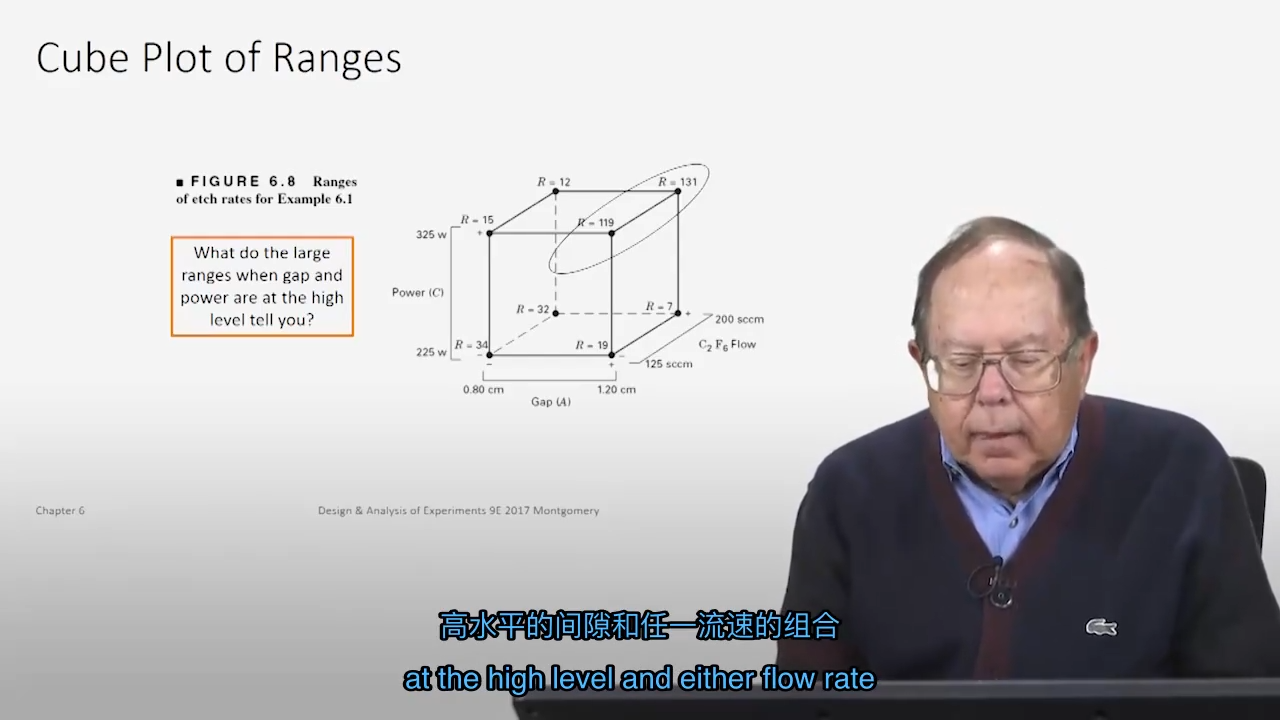 Cube Plot of Ranges
■ FIGURE 6.8 Ranges
of etch rates for Example 6.1
What do the large
ranges when gap and
power are at the high
level tell you?
R = 12
R = 131
R = 15
R = 119
325 w
+
Power (C)
R = 32
R = 7
+
200 sccm
C2 F6 Flow
R = 34
R = 19
225 w
−
−
125 sccm
−
+
0.80 cm
1.20 cm
Gap (A)
Chapter 6
Design & Analysis of Experiments 9E 2017 Montgomery
高水平的间隙和任一流速的组合
at the high level and either flow rate